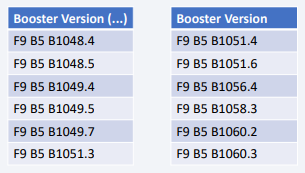 Booster Version (...)
F9 B5 B1048.4
F9 B5 B1048.5
F9 B5 B1049.4
F9 B5 B1049.5
F9 B5 B1049.7
F9 B5 B1051.3
Booster Version
F9 B5 B1051.4
F9 B5 B1051.6
F9 B5 B1056.4
F9 B5 B1058.3
F9 B5 B1060.2
F9 B5 B1060.3